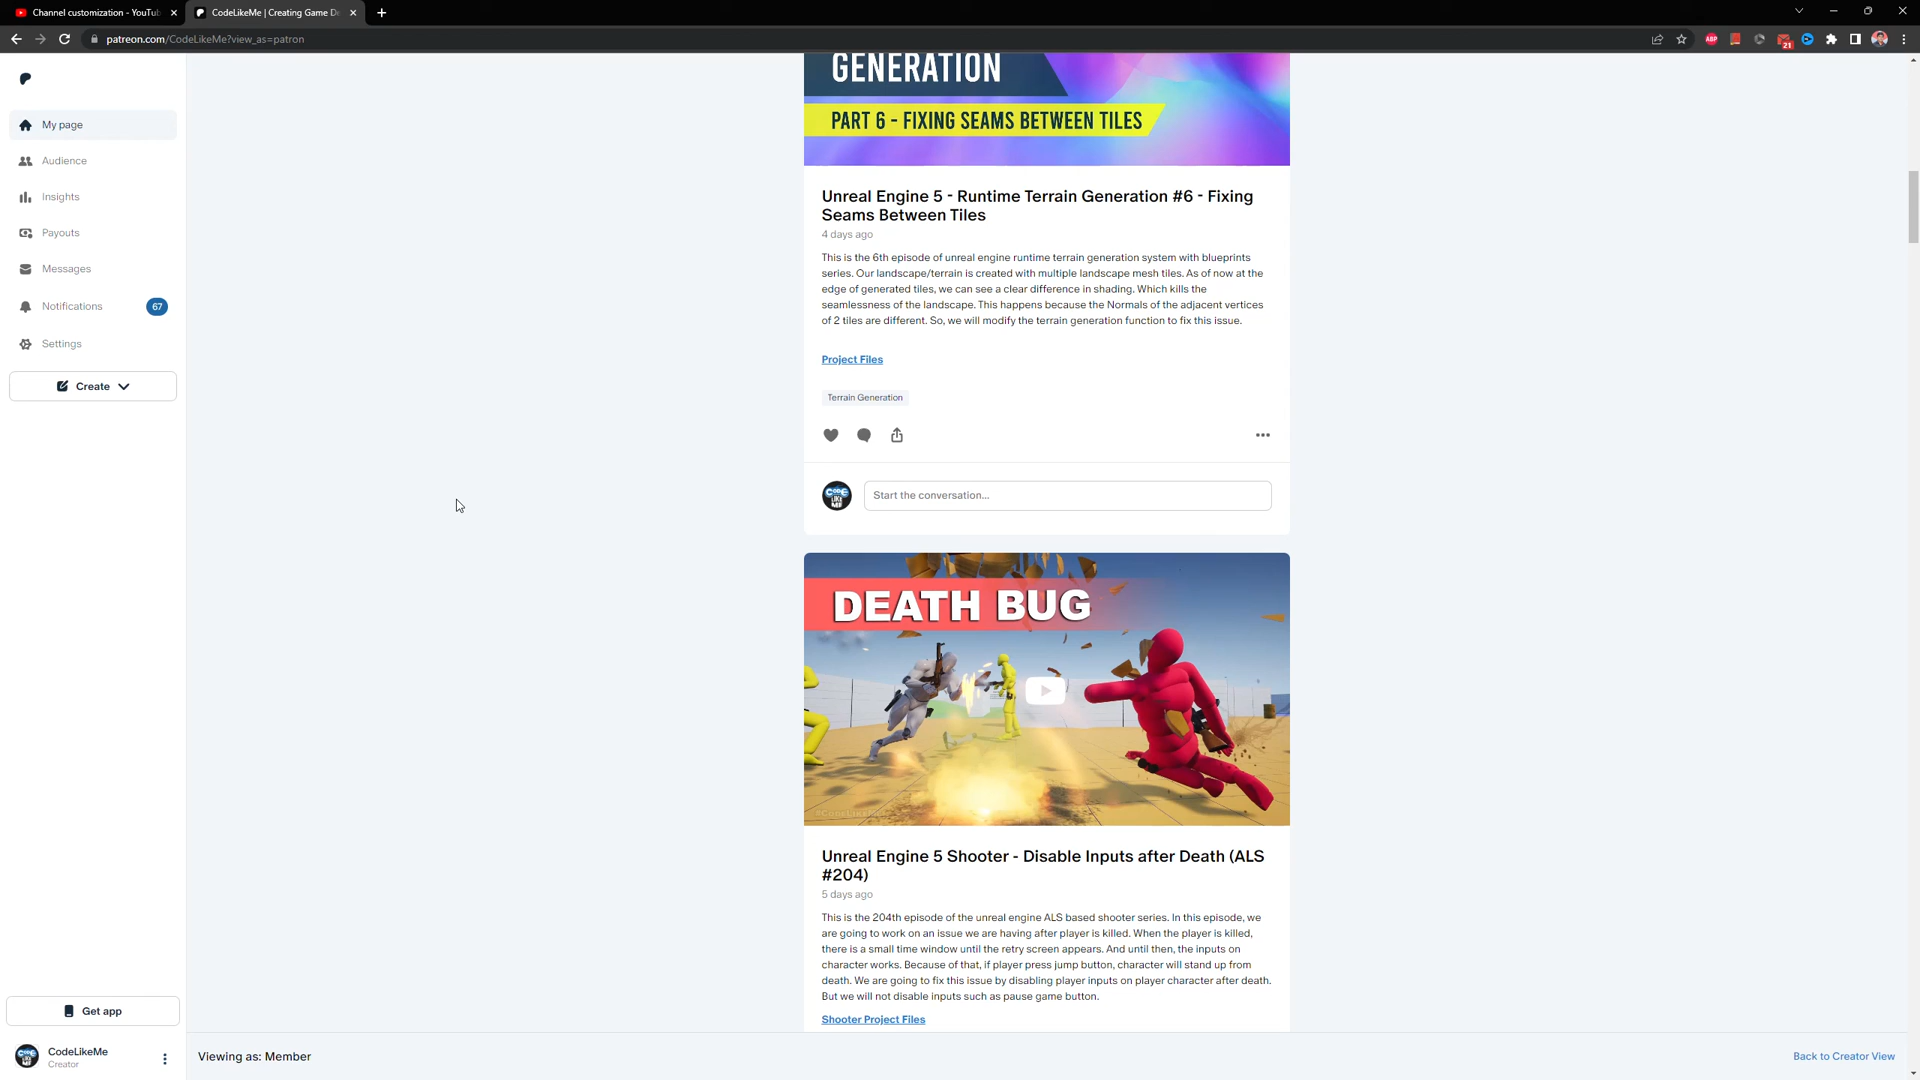 Channel customization - YouTub
CodeLikeMe | Creating Game D
patreon.com/CodeLikeMe?view_as=patron
ABP
21
My page
Audience
Insights
Payouts
Messages
Notifications
67
Settings
Create
GENERATION
PART 6 - FIXING SEAMS BETWEEN TILES
Unreal Engine 5 - Runtime Terrain Generation #6 - Fixing
Seams Between Tiles
4 days ago
This is the 6th episode of unreal engine runtime terrain generation system with blueprints
series. Our landscape/terrain is created with multiple landscape mesh tiles. As of now at the
edge of generated tiles, we can see a clear difference in shading. Which kills the
seamlessness of the landscape. This happens because the Normals of the adjacent vertices
of 2 tiles are different. So, we will modify the terrain generation function to fix this issue.
Project Files
Terrain Generation
CODE
LIKE
ME
Start the conversation...
DEATH BUG
#CodeLikeMe
Unreal Engine 5 Shooter - Disable Inputs after Death (ALS
#204)
5 days ago
This is the 204th episode of the unreal engine ALS based shooter series. In this episode, we
are going to work on an issue we are having after player is killed. When the player is killed,
there is a small time window until the retry screen appears. And until then, the inputs on
character works. Because of that, if player press jump button, character will stand up from
death. We are going to fix this issue by disabling player inputs on player character after death.
But we will not disable inputs such as pause game button.
Shooter Project Files
Get app
CodeLikeMe
Creator
Viewing as: Member
Back to Creator View